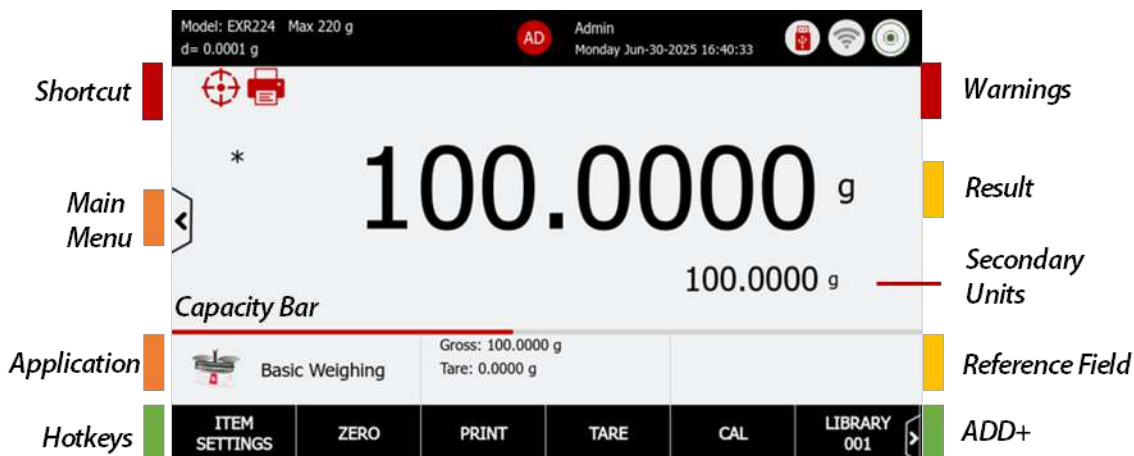 Model: EXR224 Max 220 g
d= 0.0001 g
AD
Admin
Monday Jun-30-2025 16:40:33
Shortcut
Warnings
*
100.0000 g
Main
Menu
Result
100.0000 g
Secondary
Units
Capacity Bar
Application
Basic Weighing
Gross: 100.0000 g
Tare: 0.0000 g
Reference Field
Hotkeys
ITEM
SETTINGS
ZERO
PRINT
TARE
CAL
LIBRARY
001
ADD+